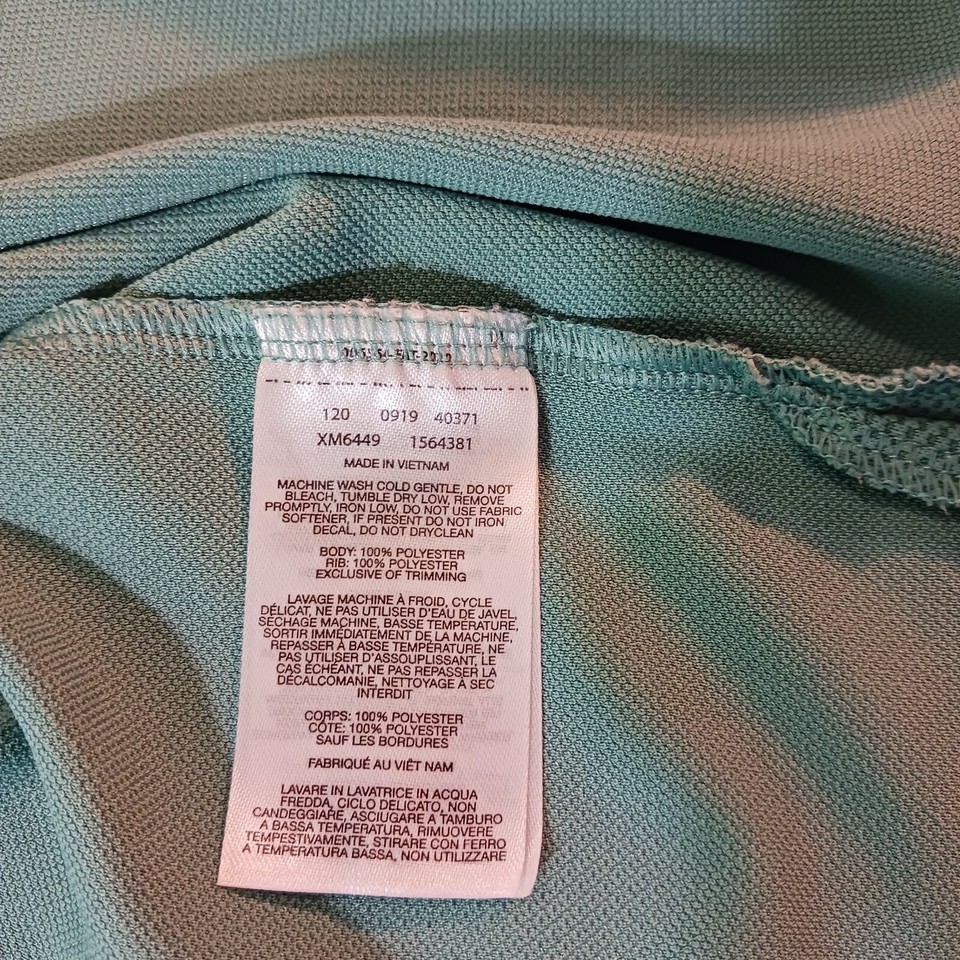 120 0919 40371
XM6449 1564381
MADE IN VIETNAM
MACHINE WASH COLD GENTLE, DO NOT
BLEACH, TUMBLE DRY LOW, REMOVE
PROMPTLY, IRON LOW, DO NOT USE FABRIC
SOFTENER, IF PRESENT DO NOT IRON
DECAL, DO NOT DRYCLEAN
BODY: 100% POLYESTER
RIB: 100% POLYESTER
EXCLUSIVE OF TRIMMING
LAVAGE MACHINE À FROID, CYCLE
DÉLICAT, NE PAS UTILISER D'EAU DE JAVEL,
SÉCHAGE MACHINE, BASSE TEMPÉRATURE,
SORTIR IMMÉDIATEMENT DE LA MACHINE,
REPASSER À BASSE TEMPÉRATURE, NE
PAS UTILISER D'ASSOUPLISSANT, LE
CAS ÉCHÉANT, NE PAS REPASSER LA
DÉCALCOMANIE, NETTOYAGE À SEC
INTERDIT
CORPS: 100% POLYESTER
CÔTE: 100% POLYESTER
SAUF LES BORDURES
FABRIQUÉ AU VIÊT NAM
LAVARE IN LAVATRICE IN ACQUA
FREDDA, CICLO DELICATO, NON
CANDEGGIARE, ASCIUGARE A TAMBURO
A BASSA TEMPERATURA, RIMUOVERE
TEMPESTIVAMENTE, STIRARE CON FERRO
A TEMPERATURA BASSA, NON UTILIZZARE